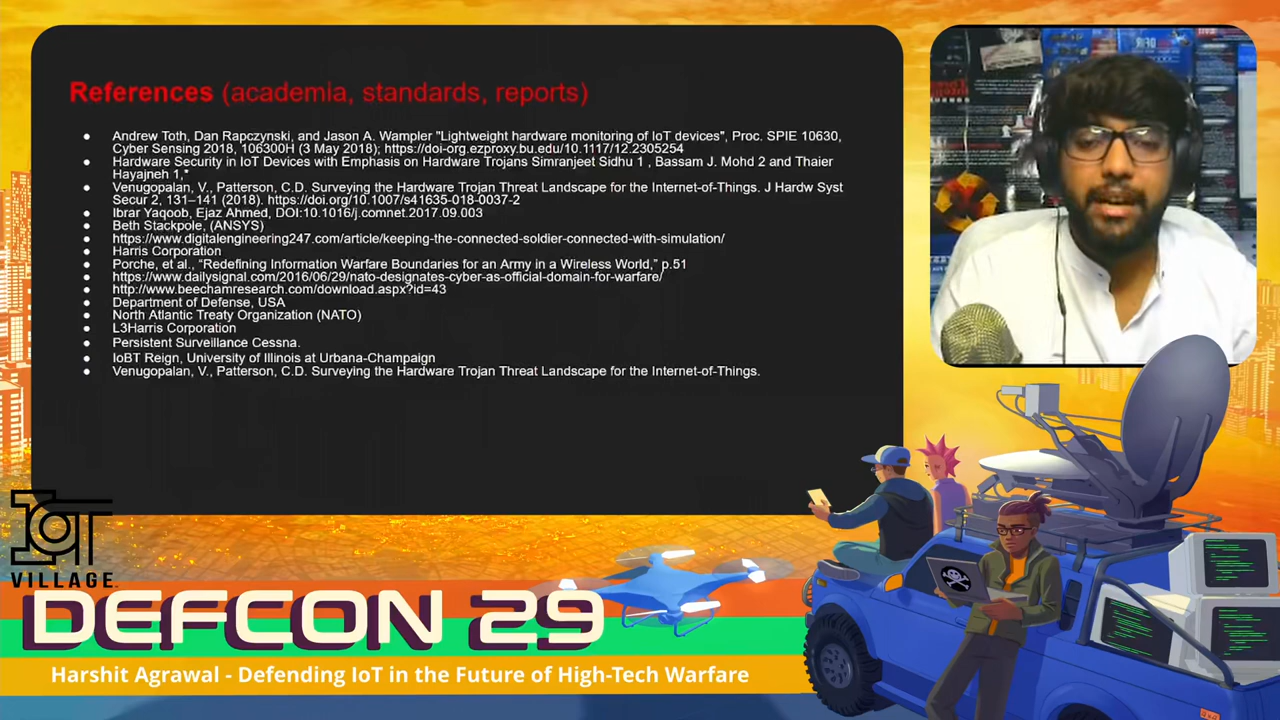 References (academia, standards, reports)
● Andrew Toth, Dan Rapczynski, and Jason A. Wampler "Lightweight hardware monitoring of IoT devices", Proc. SPIE 10630,
Cyber Sensing 2018, 106300H (3 May 2018); https://doi-org.ezproxy.bu.edu/10.1117/12.2305254
● Hardware Security in IoT Devices with Emphasis on Hardware Trojans Simranjeet Sidhu 1 , Bassam J. Mohd 2 and Thaier
Hayajneh 1,*
● Venugopalan, V., Patterson, C.D. Surveying the Hardware Trojan Threat Landscape for the Internet-of-Things. J Hardw Syst
Secur 2, 131–141 (2018). https://doi.org/10.1007/s41635-018-0037-2
● Ibrar Yaqoob, Ejaz Ahmed, DOI:10.1016/j.comnet.2017.09.003
● Beth Stackpole, (ANSYS)
● https://www.digitalengineering247.com/article/keeping-the-connected-soldier-connected-with-simulation/
● Harris Corporation
● Porche, et al., "Redefining Information Warfare Boundaries for an Army in a Wireless World," p.51
● https://www.dailysignal.com/2016/06/29/nato-designates-cyber-as-official-domain-for-warfare/
● http://www.beechamresearch.com/download.aspx?id=43
● Department of Defense, USA
● North Atlantic Treaty Organization (NATO)
● L3Harris Corporation
● Persistent Surveillance Cessna.
● IoBT Reign, University of Illinois at Urbana-Champaign
● Venugopalan, V., Patterson, C.D. Surveying the Hardware Trojan Threat Landscape for the Internet-of-Things.
IoT
VILLAGE
DEFCON 29
Harshit Agrawal - Defending IoT in the Future of High-Tech Warfare